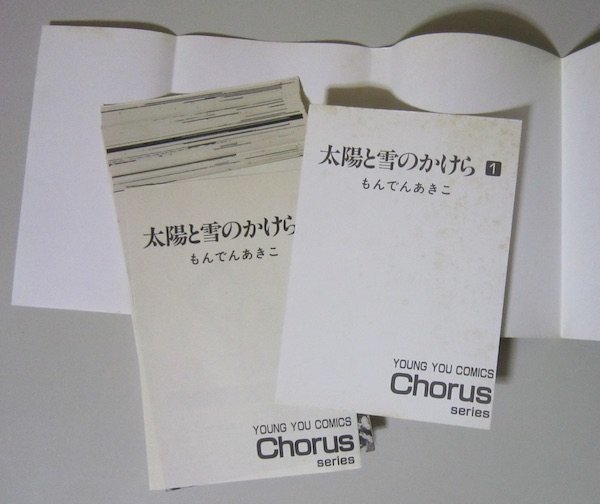 太陽と雪のかけら
もんでんあきこ
YOUNG YOU COMICS
Chorus
series
太陽と雪のかけら 1
もんでんあきこ
YOUNG YOU COMICS
Chorus
series